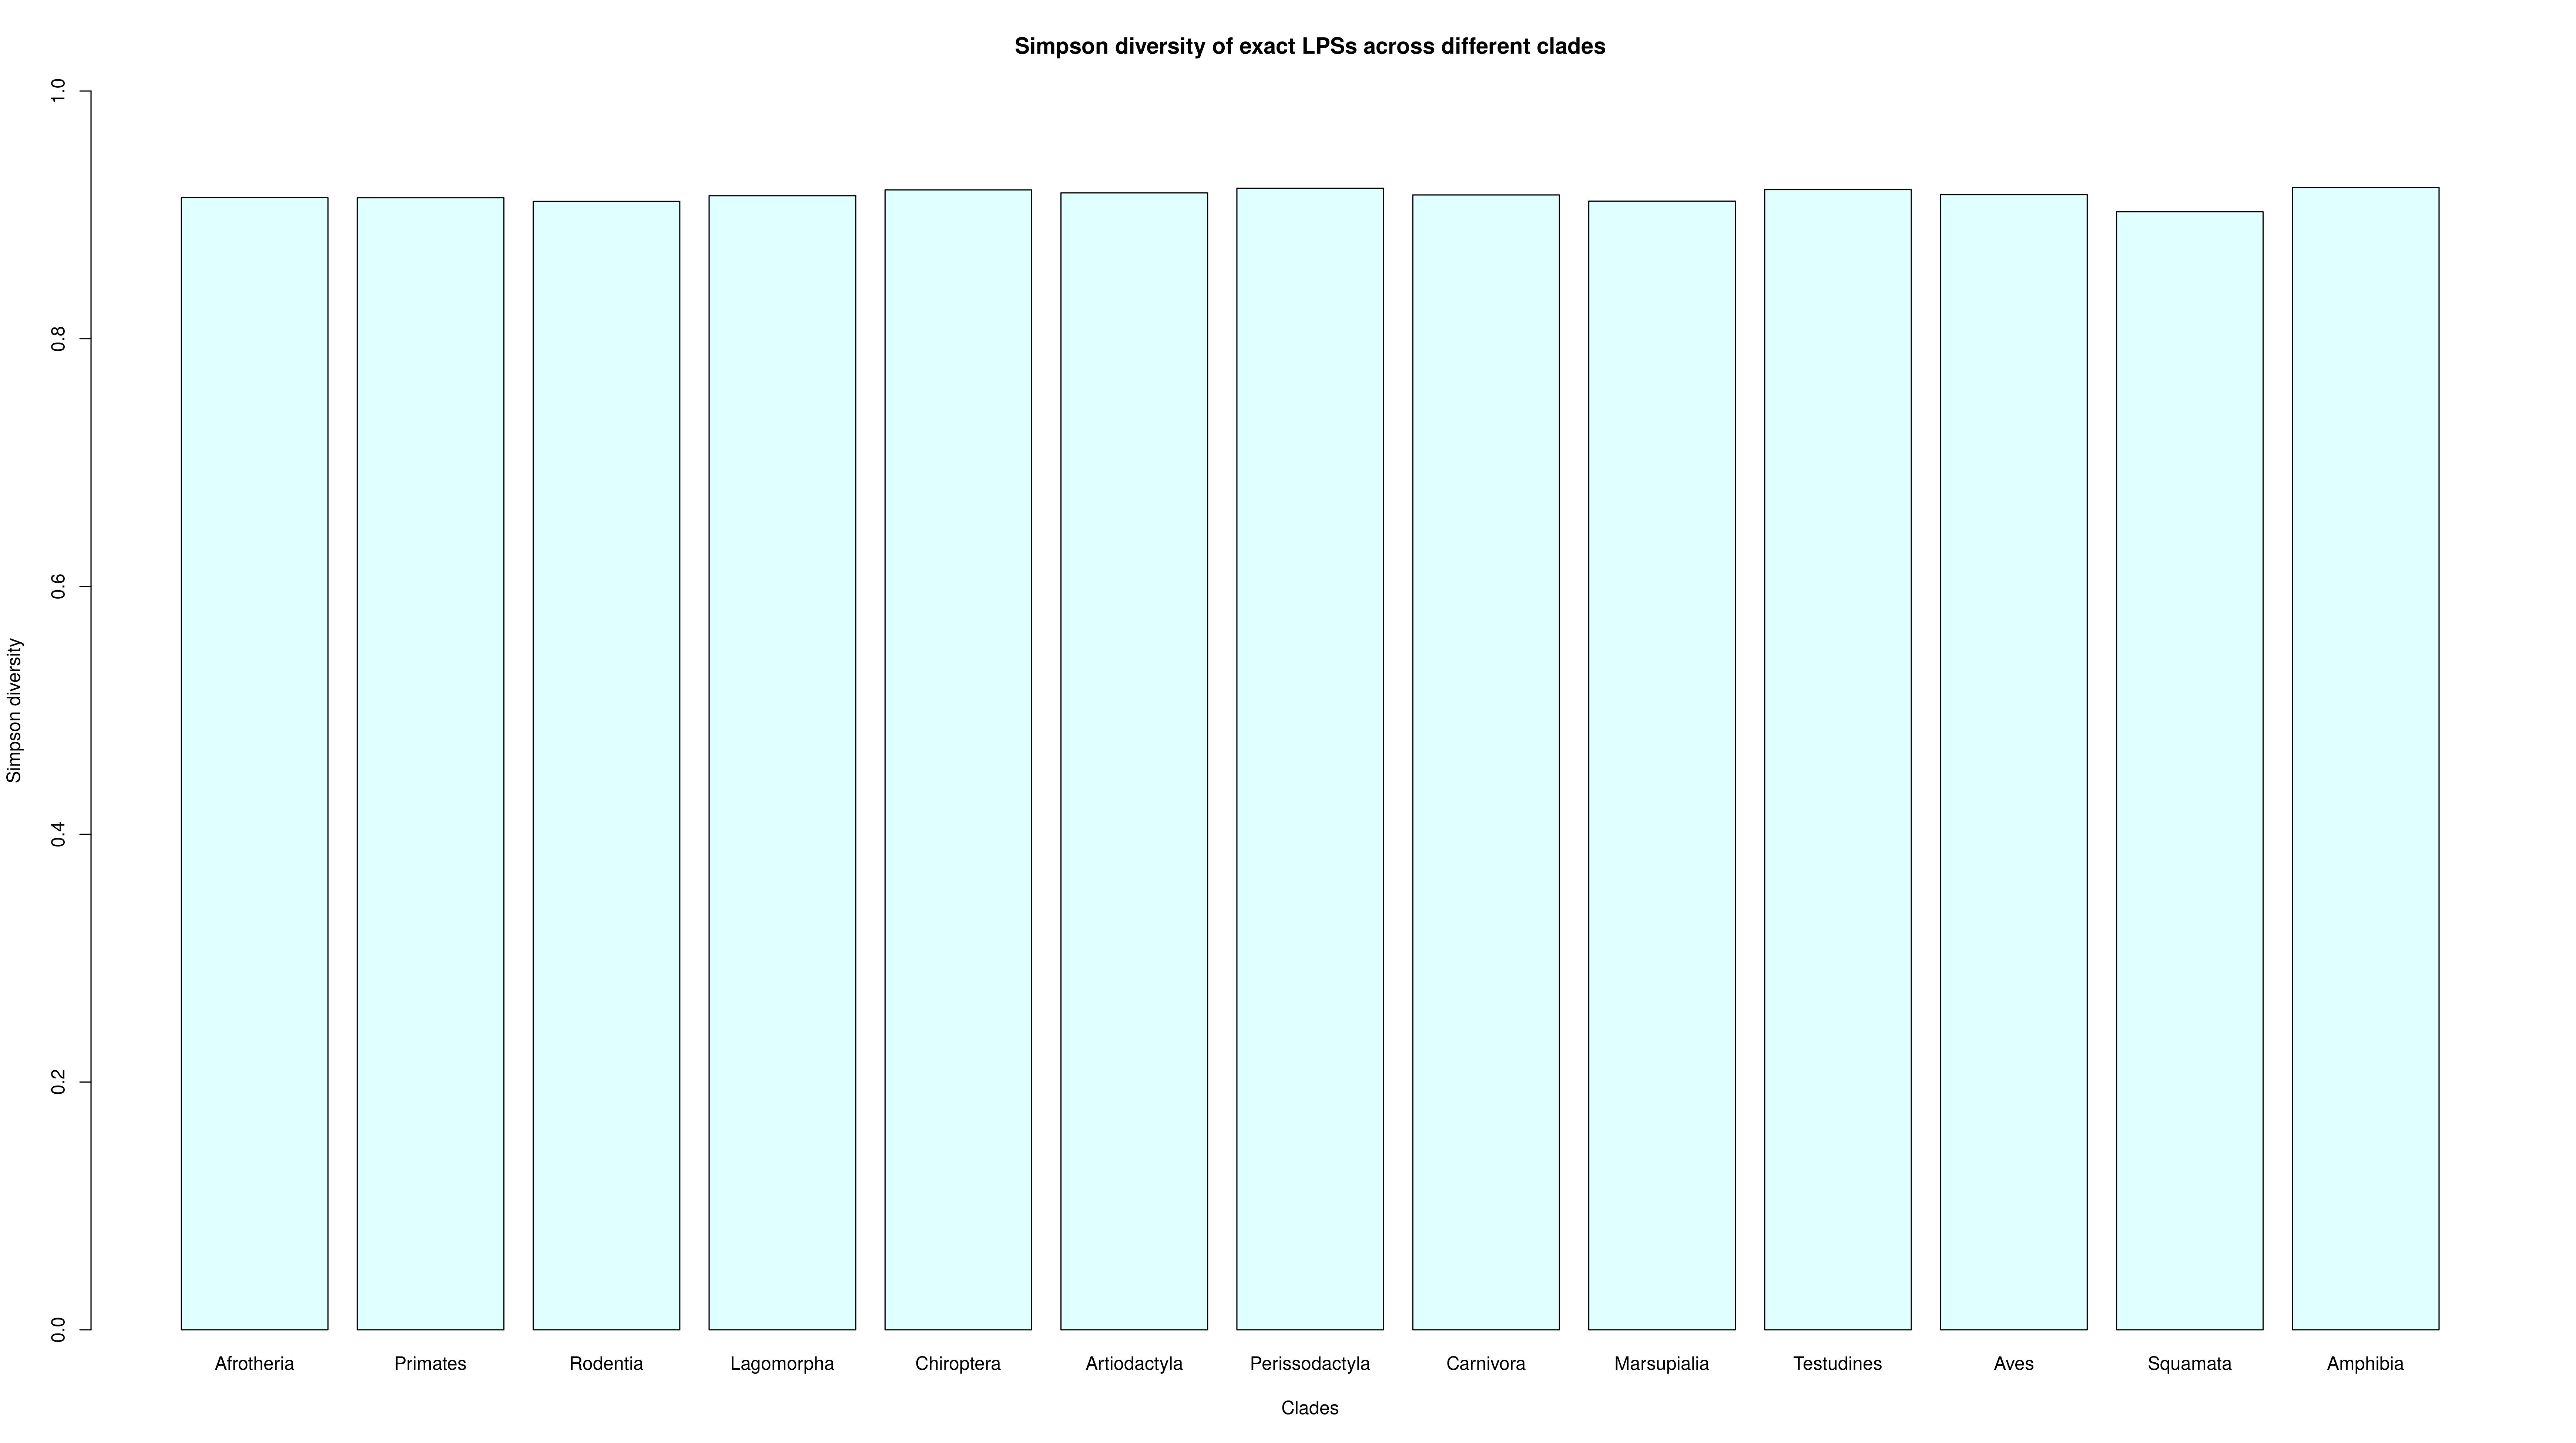 Simpson diversity of exact LPSs across different clades
1.0
0.8
0.6
0.4
0.2
0.0
Simpson diversity
Afrotheria Primates Rodentia Lagomorpha Chiroptera Artiodactyla Perissodactyla Carnivora Marsupialia Testudines Aves Squamata Amphibia
Clades